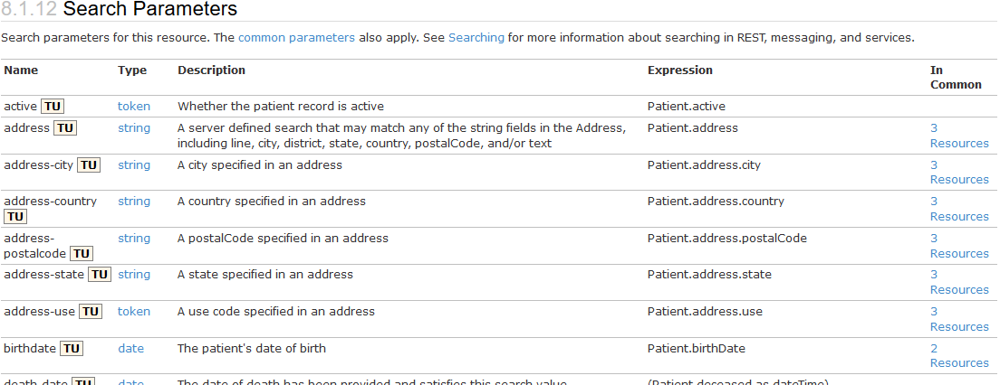 8.1.12 Search Parameters
Search parameters for this resource. The common parameters also apply. See Searching for more information about searching in REST, messaging, and services.
Name Type Description Expression In Common
active TU token Whether the patient record is active Patient.active
address TU string A server defined search that may match any of the string fields in the Address, including line, city, district, state, country, postalCode, and/or text Patient.address 3 Resources
address-city TU string A city specified in an address Patient.address.city 3 Resources
address-country TU string A country specified in an address Patient.address.country 3 Resources
address-postalcode TU string A postalCode specified in an address Patient.address.postalCode 3 Resources
address-state TU string A state specified in an address Patient.address.state 3 Resources
address-use TU token A use code specified in an address Patient.address.use 3 Resources
birthdate TU date The patient's date of birth Patient.birthDate 2 Resources
death-date TU date The date of death has been provided and satisfies this search value (Patient.deceased as dateTime)